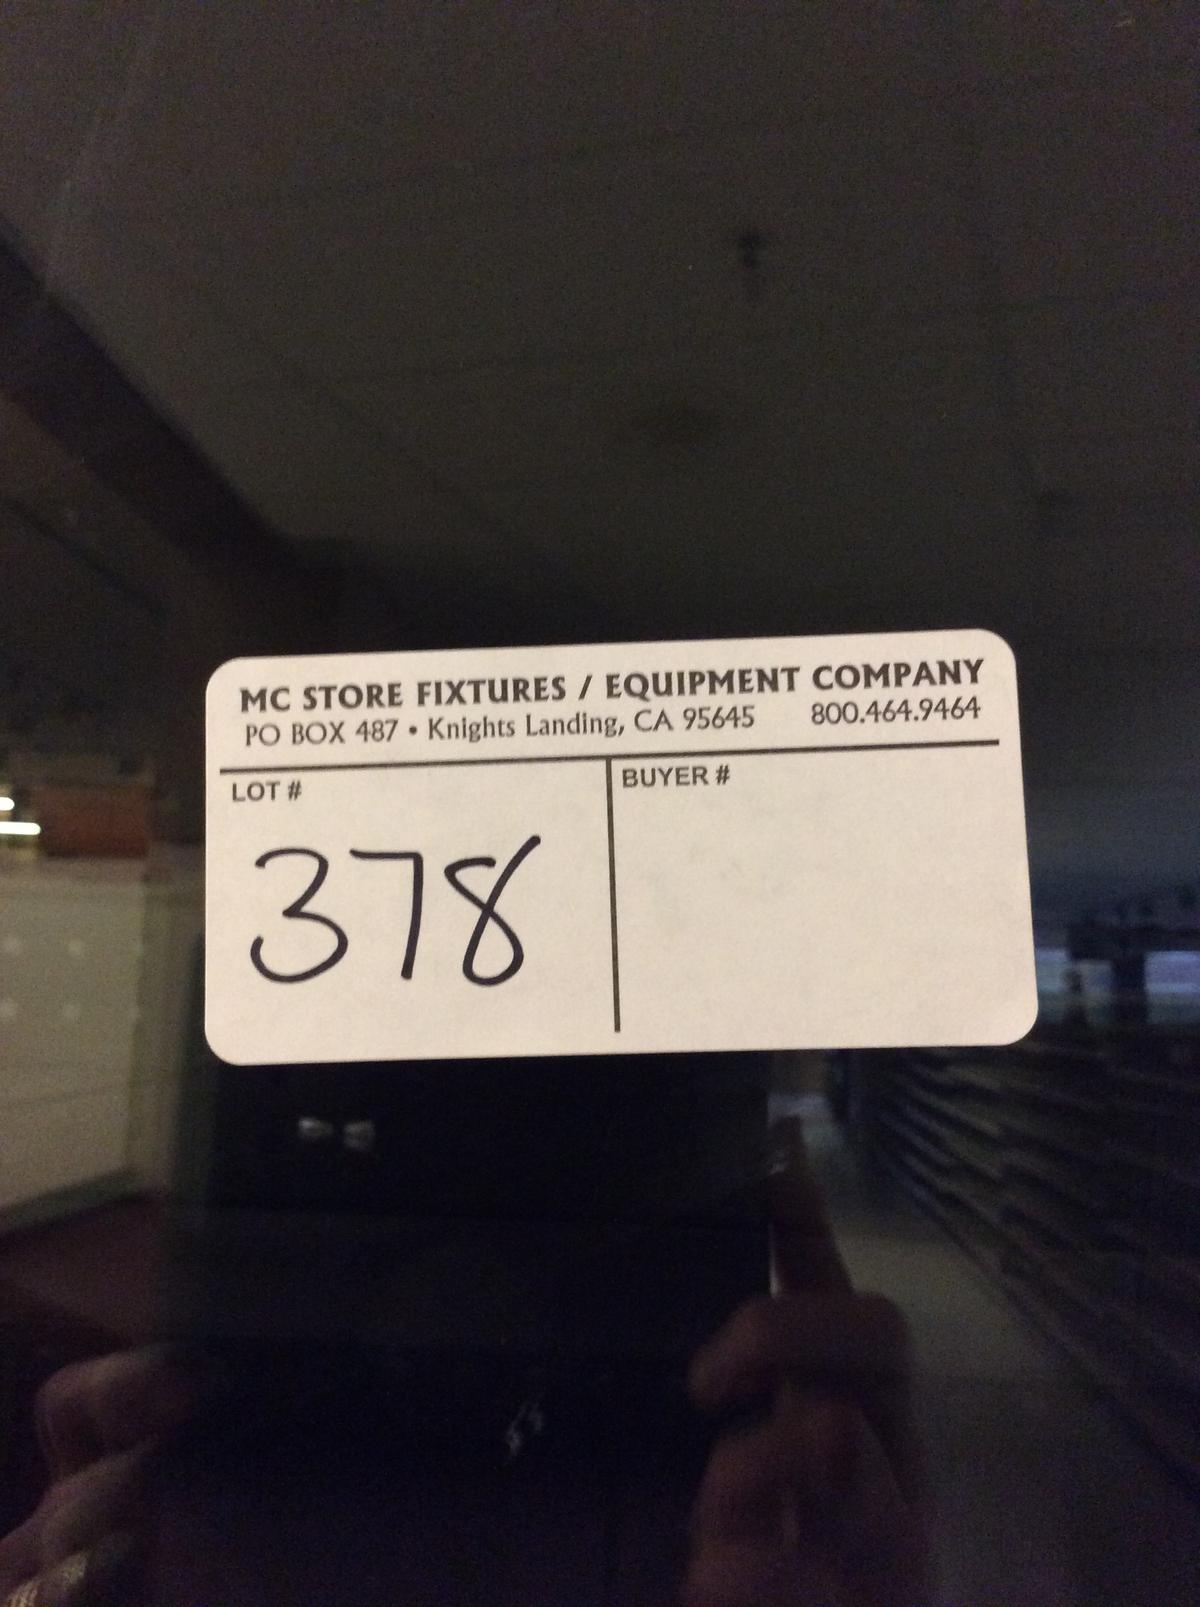 MC STORE FIXTURES / EQUIPMENT COMPANY
PO BOX 487 • Knights Landing, CA 95645 800.464.9464
LOT #
378
BUYER #